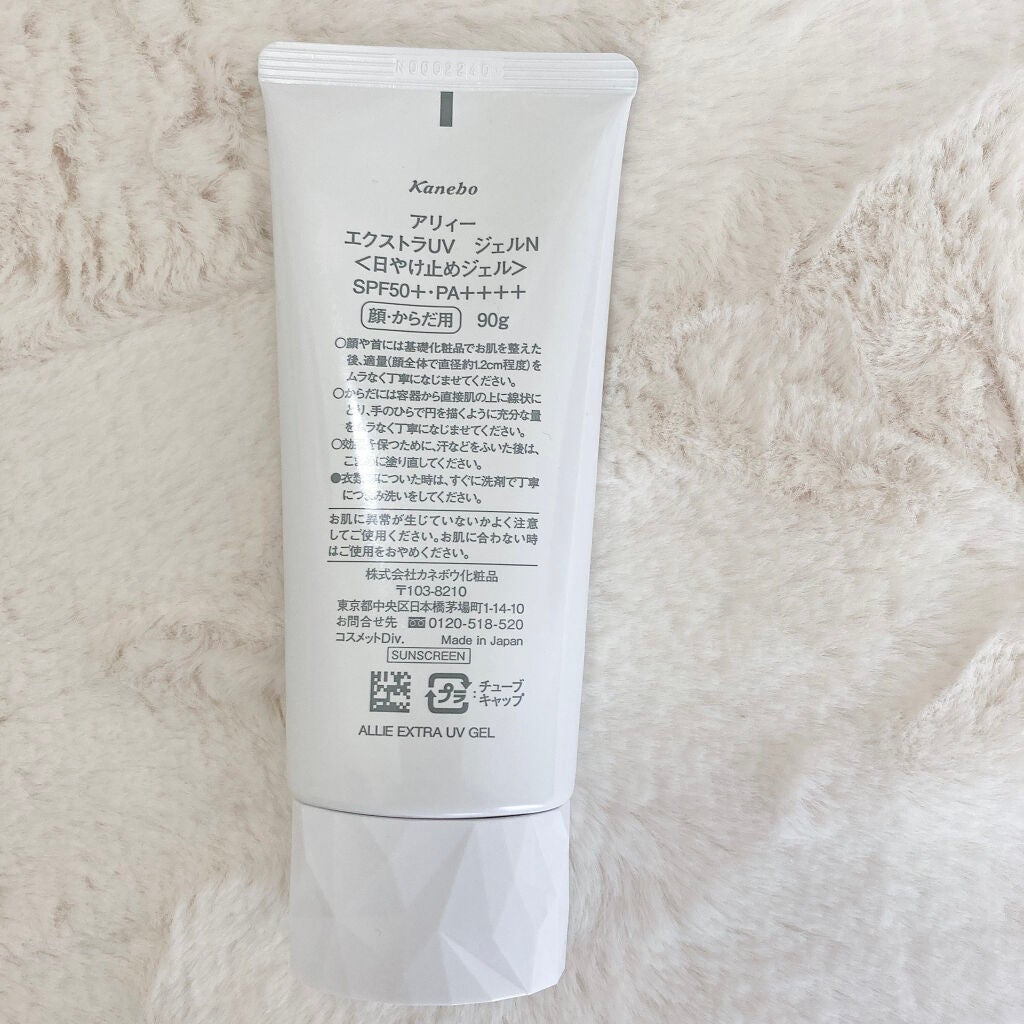 N0002240
Kanebo
アリィー
エクストラUV ジェルN
<日やけ止めジェル>
SPF50+・PA++++
顔・からだ用 90g
○顔や首には基礎化粧品でお肌を整えた
後、適量(顔全体で直径約1.2cm程度)を
ムラなく丁寧になじませてください。
○からだには容器から直接肌の上に線状に
とり、手のひらで円を描くように充分な量
をムラなく丁寧になじませてください。
○効果を保つために、汗などをふいた後は、
こまめに塗り直してください。
●衣類等についた時は、すぐに洗剤で丁寧
につまみ洗いをしてください。
お肌に異常が生じていないかよく注意
してご使用ください。お肌に合わない時
はご使用をおやめください。
株式会社カネボウ化粧品
〒103-8210
東京都中央区日本橋茅場町1-14-10
お問合せ先 0120-518-520
コスメットDiv. Made in Japan
SUNSCREEN
プラ : チューブ
キャップ
ALLIE EXTRA UV GEL